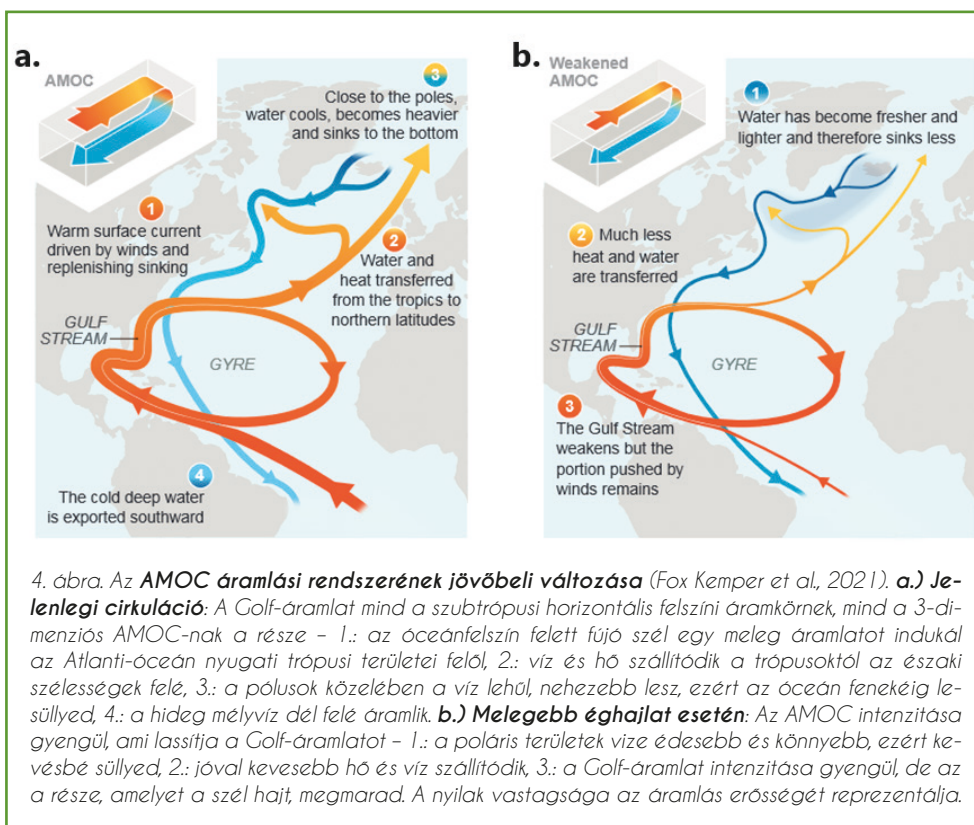 a.
AMOC
3
Close to the poles,
water cools, becomes heavier
and sinks to the bottom
1
Warm surface current
driven by winds and
replenishing sinking
2
Water and
heat transferred
from the tropics to
northern latitudes
GULF
STREAM
GYRE
4
The cold deep water
is exported southward
b.
Weakened
AMOC
1
Water has become fresher and
lighter and therefore sinks less
2
Much less
heat and water
are transferred
GULF
STREAM
GYRE
3
The Gulf Stream
weakens but the
portion pushed by
winds remains
4. ábra. Az AMOC áramlási rendszerének jövőbeli változása (Fox Kemper et al., 2021). a.) Je-
lenlegi cirkuláció: A Golf-áramlat mind a szubtrópusi horizontális felszíni áramkörnek, mind a 3-di-
menziós AMOC-nak a része – 1.: az óceánfelszín felett fújó szél egy meleg áramlatot indukál
az Atlanti-óceán nyugati trópusi területei felől, 2.: víz és hő szállítódik a trópusoktól az északi
szélességek felé, 3.: a pólusok közelében a víz lehűl, nehezebb lesz, ezért az óceán fenekéig le-
süllyed, 4.: a hideg mélyvíz dél felé áramlik. b.) Melegebb éghajlat esetén: Az AMOC intenzitása
gyengül, ami lassítja a Golf-áramlatot – 1.: a poláris területek vize édesebb és könnyebb, ezért ke-
vésbé süllyed, 2.: jóval kevesebb hő és víz szállítódik, 3.: a Golf-áramlat intenzitása gyengül, de az
a része, amelyet a szél hajt, megmarad. A nyilak vastagsága az áramlás erősségét reprezentálja.